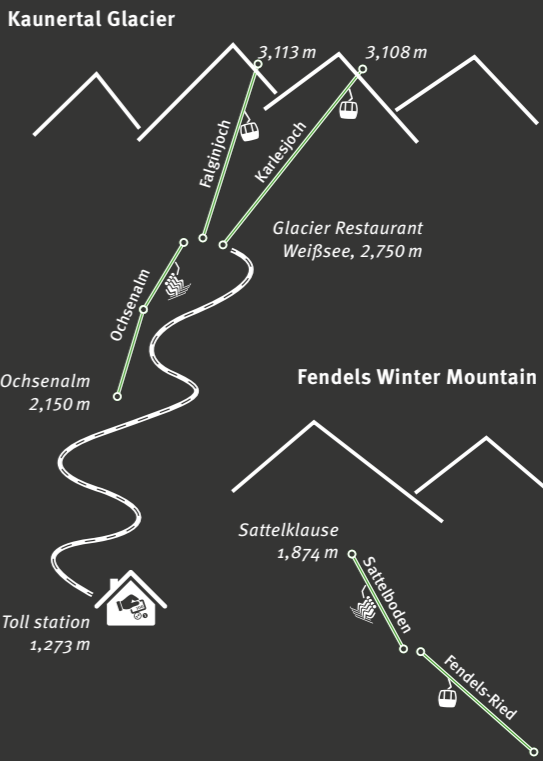 Kaunertal Glacier
3,113 m
3,108 m
Falginjoch
Karlesjoch
Glacier Restaurant
Weißsee, 2,750 m
Ochsenalm
Ochsenalm
2,150 m
Fendels Winter Mountain
Sattelklause
1,874 m
Sattelboden
Toll station
1,273 m
Fendels-Ried